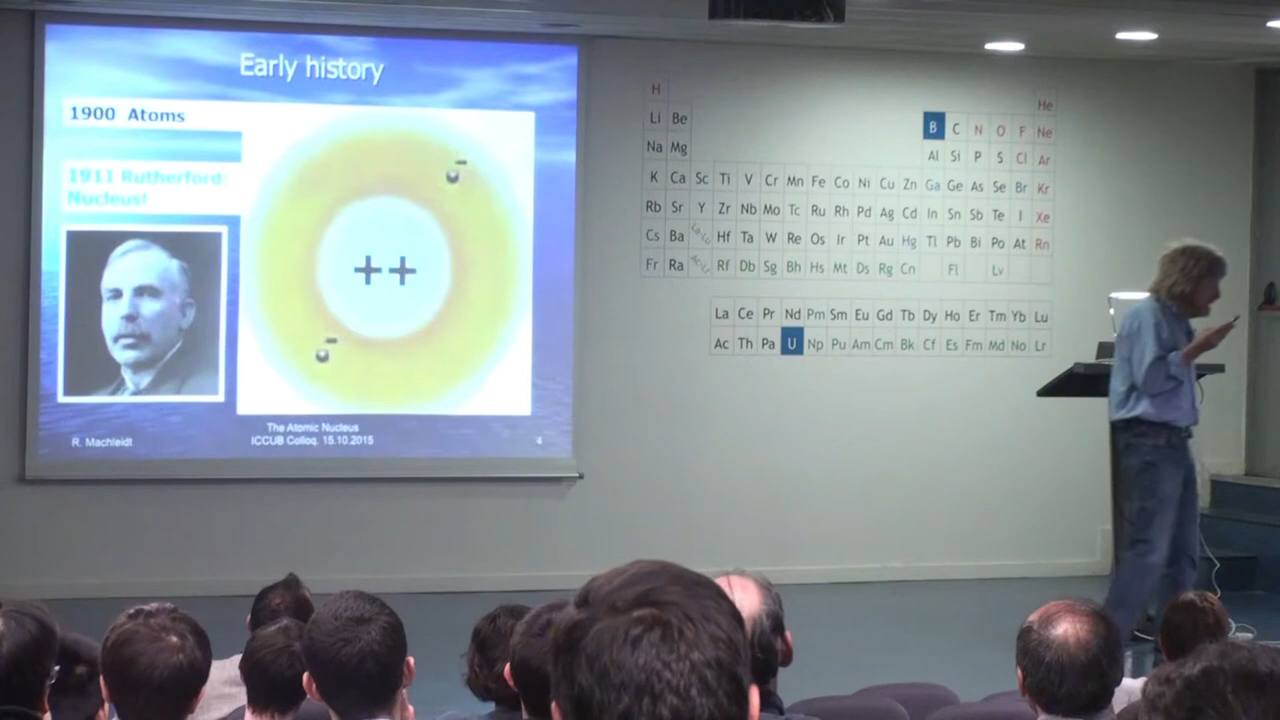 Early history
1900 Atoms
1911 Rutherford:
Nucleus!
++
R. Machleidt
The Atomic Nucleus
ICCUB Colloq. 15.10.2015
4
H He
Li Be B C N O F Ne
Na Mg Al Si P S Cl Ar
K Ca Sc Ti V Cr Mn Fe Co Ni Cu Zn Ga Ge As Se Br Kr
Rb Sr Y Zr Nb Mo Tc Ru Rh Pd Ag Cd In Sn Sb Te I Xe
Cs Ba La-Lu Hf Ta W Re Os Ir Pt Au Hg Tl Pb Bi Po At Rn
Fr Ra Ac-Lr Rf Db Sg Bh Hs Mt Ds Rg Cn Fl Lv
La Ce Pr Nd Pm Sm Eu Gd Tb Dy Ho Er Tm Yb Lu
Ac Th Pa U Np Pu Am Cm Bk Cf Es Fm Md No Lr